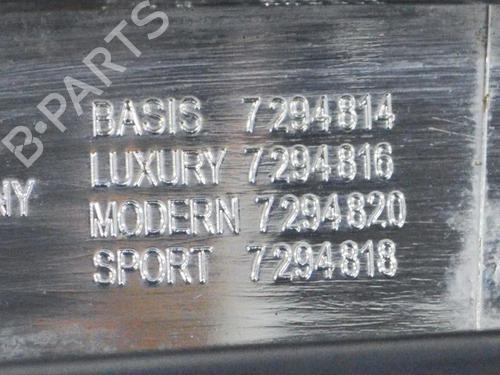 B-PARTS
BASIS 7294814
LUXURY 7294816
NY
MODERN 7294820
SPORT 7294818